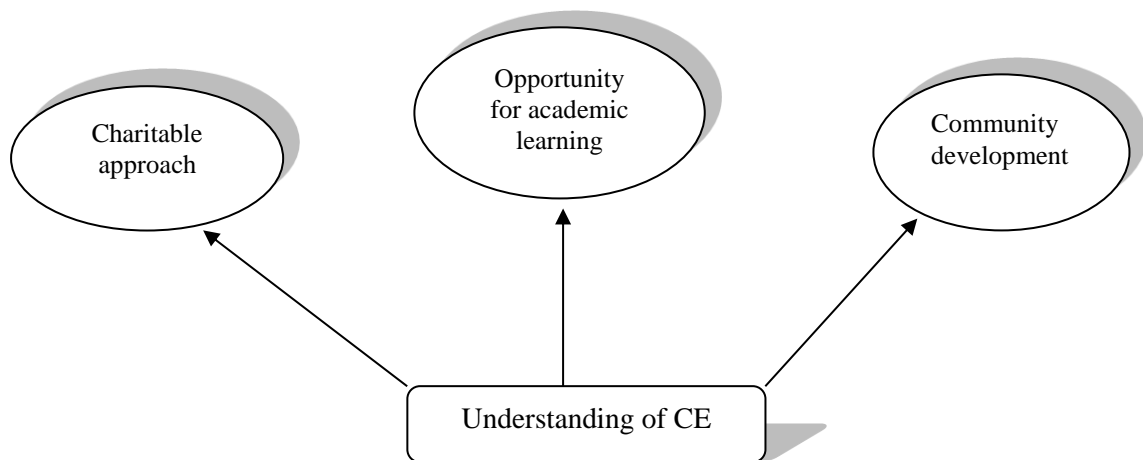 Charitable
approach
Opportunity
for academic
learning
Community
development
Understanding of CE